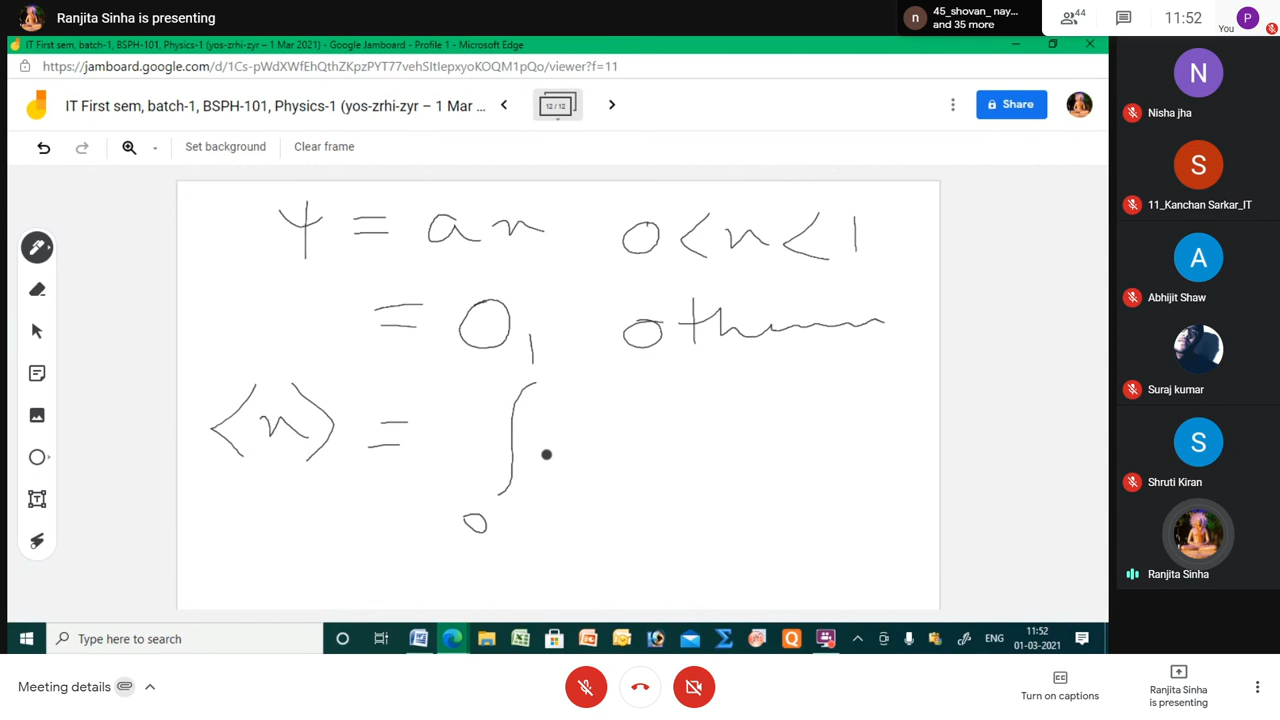 Ranjita Sinha is presenting
n
45_shovan_ nay...
and 35 more
44
11:52
P
You
IT First sem, batch-1, BSPH-101, Physics-1 (yos-zrhi-zyr – 1 Mar 2021) - Google Jamboard - Profile 1 - Microsoft Edge
https://jamboard.google.com/d/1Cs-pWdXWfEhQthZKpzPYT77vehSItIepxyoKOQM1pQo/viewer?f=11
IT First sem, batch-1, BSPH-101, Physics-1 (yos-zrhi-zyr – 1 Mar ...
12 / 12
Share
Set background
Clear frame
ψ = ax 0 < x < 1
= 0,
<x> = ∫
0
N
Nisha jha
S
11_Kanchan Sarkar_IT
A
Abhijit Shaw
Suraj kumar
S
Shruti Kiran
Ranjita Sinha
Type here to search
ENG
11:52
01-03-2021
Meeting details
Turn on captions
Ranjita Sinha
is presenting